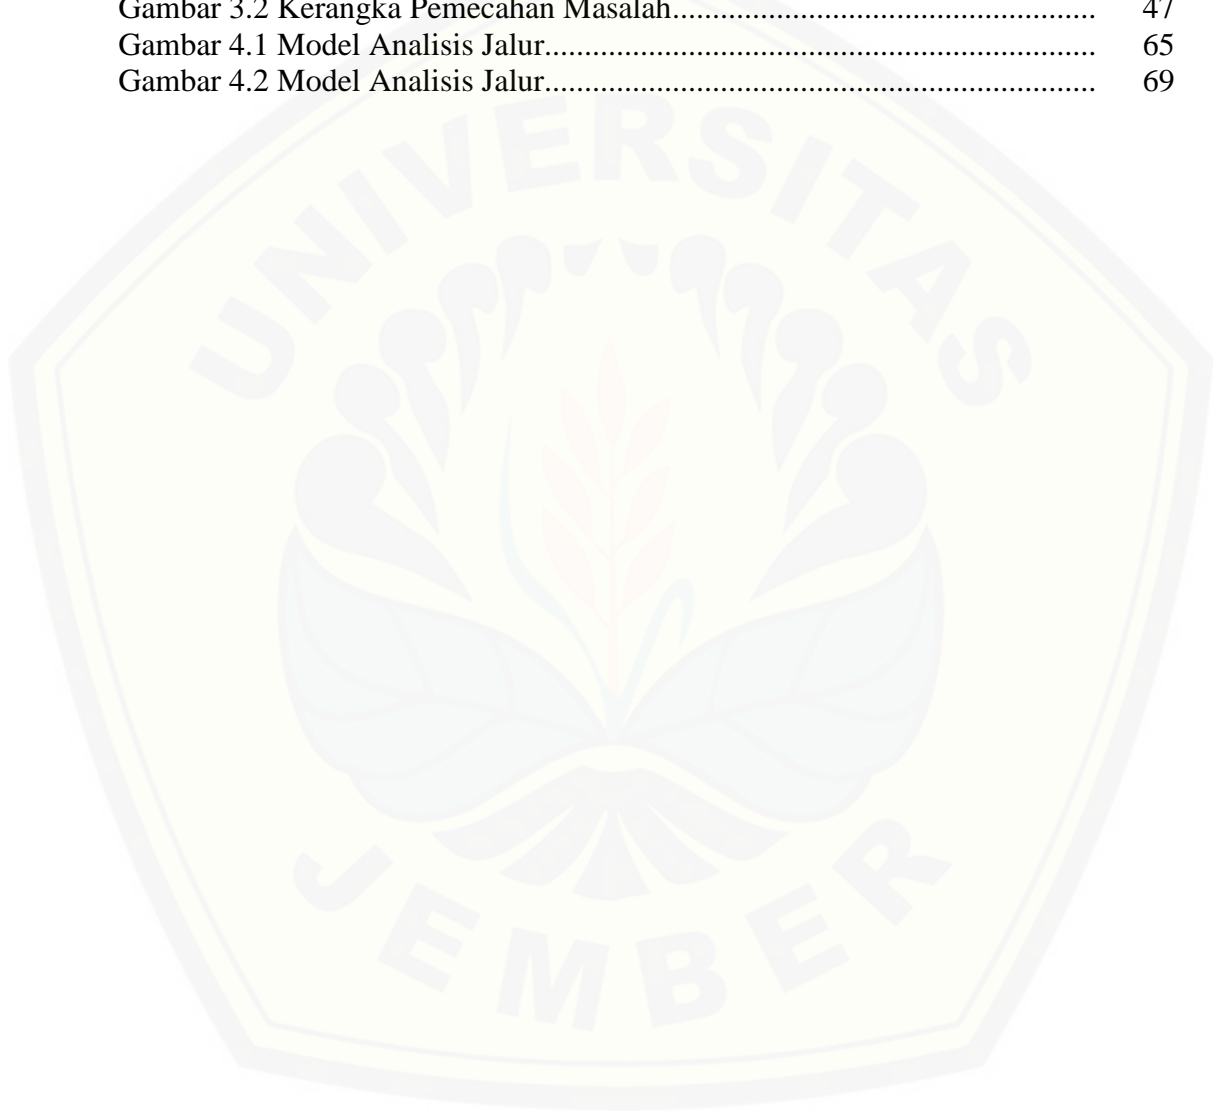 Gambar 3.2 Kerangka Pemecahan Masalah....................................................... 47
Gambar 4.1 Model Analisis Jalur....................................................................... 65
Gambar 4.2 Model Analisis Jalur....................................................................... 69
UNIVERSITAS
JEMBER